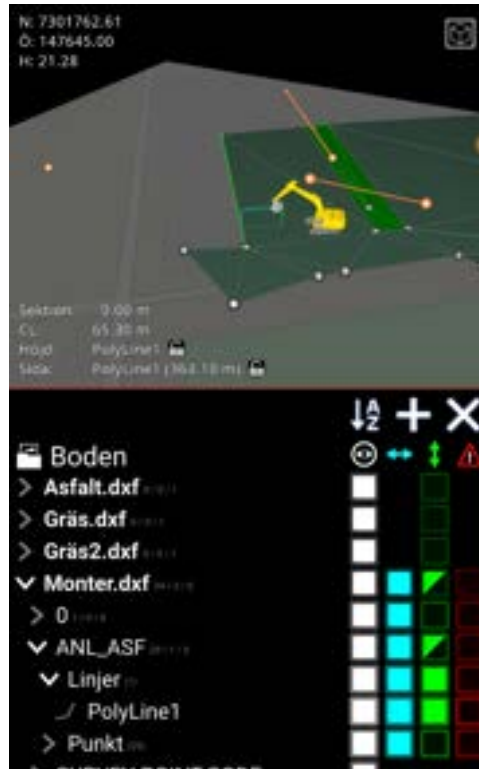 N: 7301762.61
Ö: 147645.00
H: 21.28
Sektion: 0.00 m
CL: 65.30 m
Höjd: PolyLine1
Sida: PolyLine1 (363.10 m)
Boden
Asfalt.dxf
Gräs.dxf
Gräs2.dxf
Monter.dxf
0
ANL_ASF
Linjer
PolyLine1
Punkt